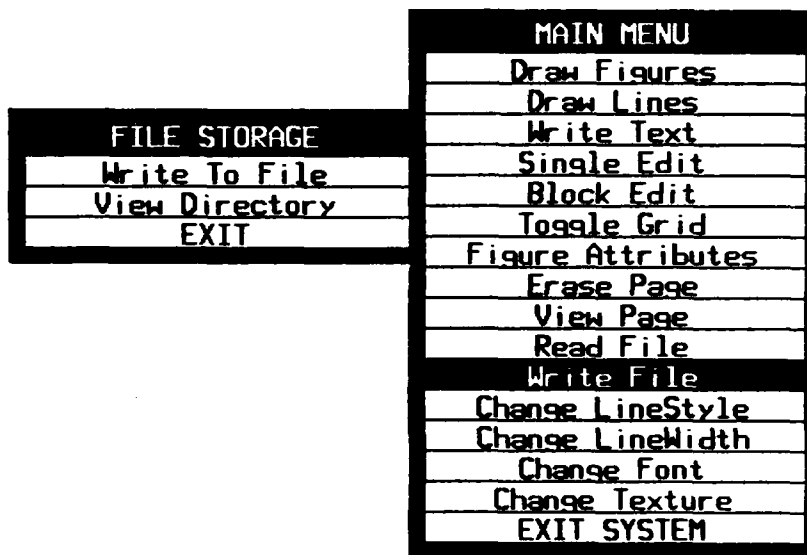 FILE STORAGE
Write To File
View Directory
EXIT
MAIN MENU
Draw Figures
Draw Lines
Write Text
Single Edit
Block Edit
Toggle Grid
Figure Attributes
Erase Page
View Page
Read File
Write File
Change LineStyle
Change LineWidth
Change Font
Change Texture
EXIT SYSTEM